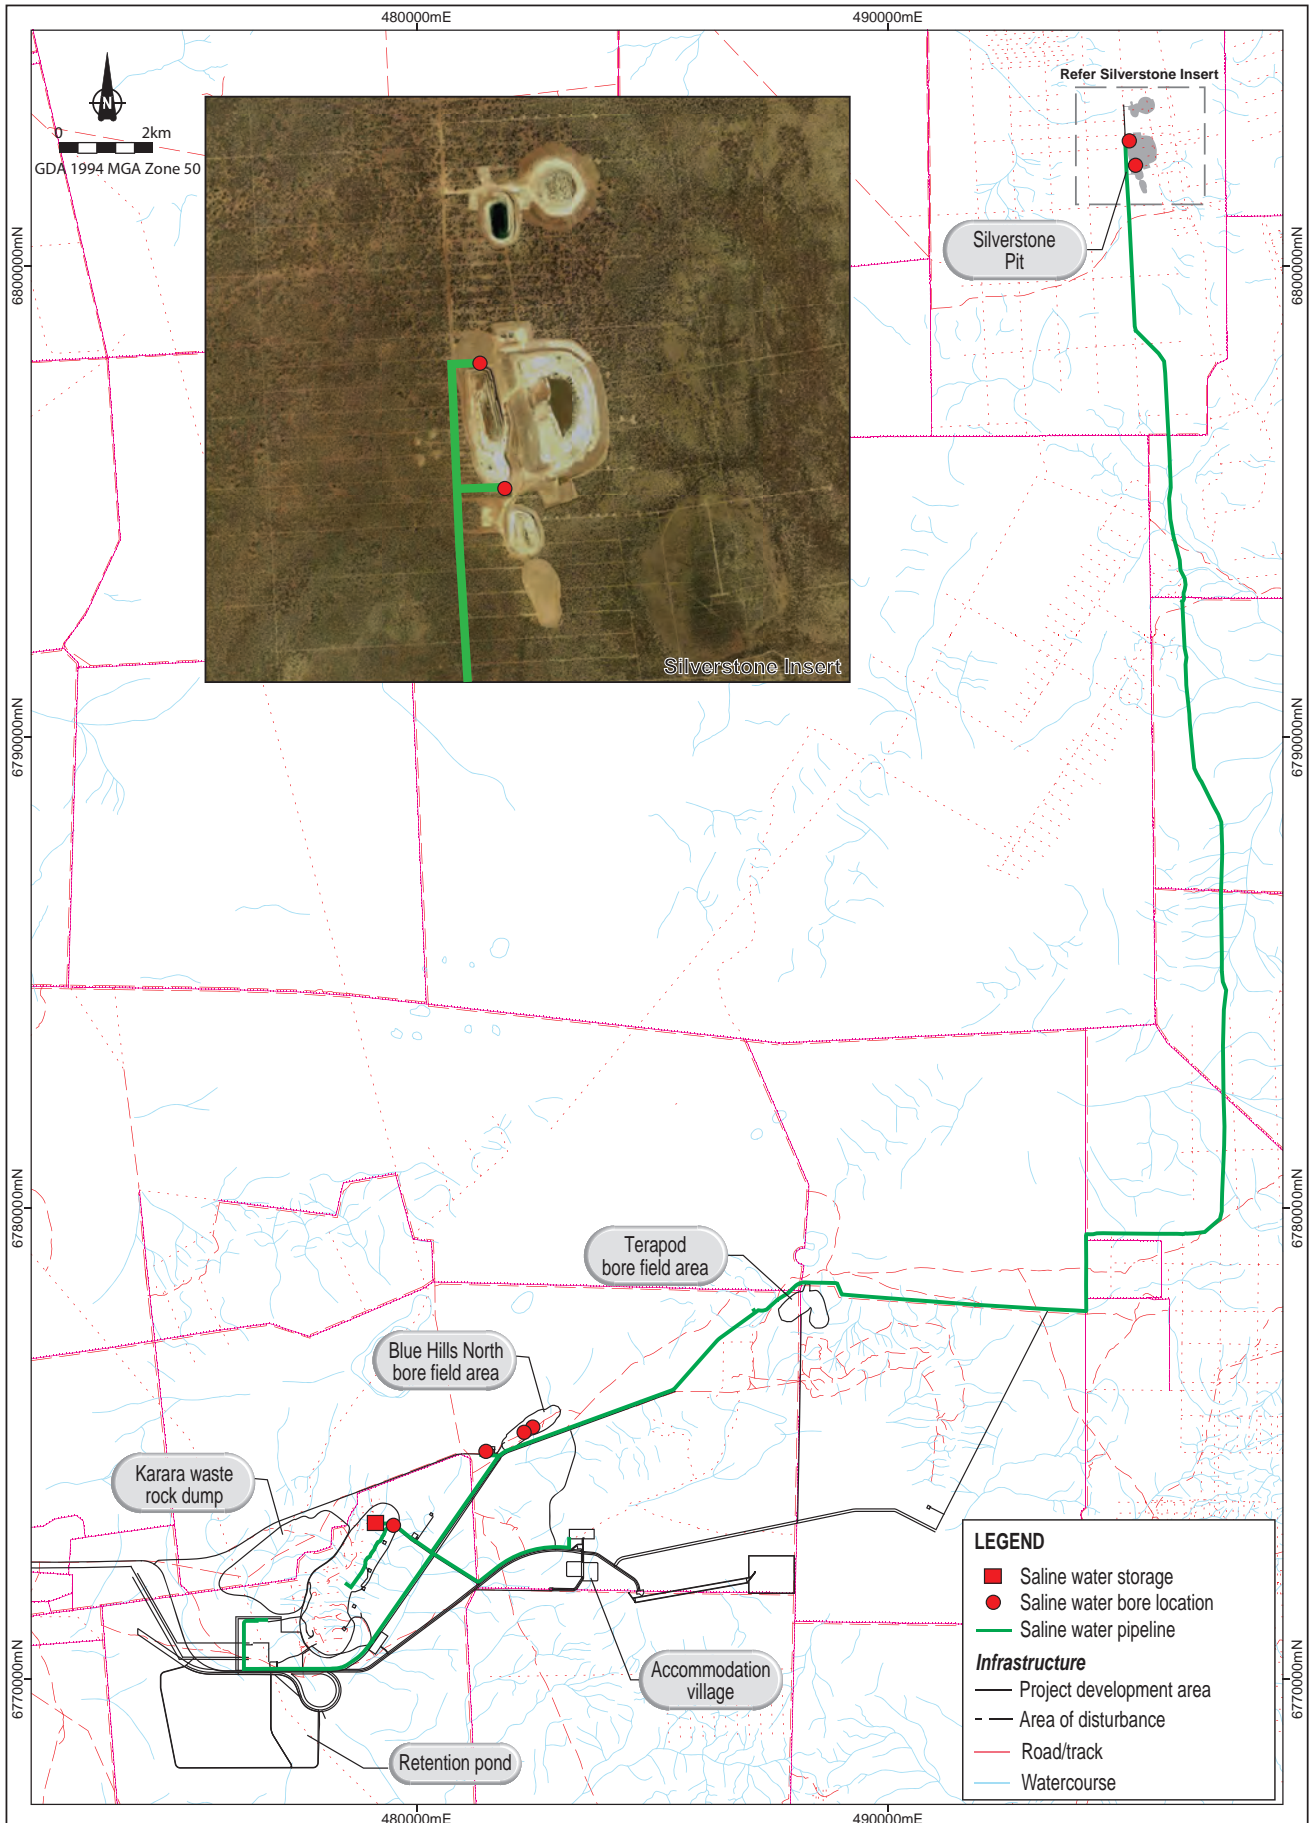 480000mE
490000mE
Refer Silverstone Insert
N
0
2km
GDA 1994 MGA Zone 50
Silverstone
Pit
6800000mN
6800000mN
Silverstone Insert
6790000mN
6790000mN
6780000mN
6780000mN
Terapod
bore field area
Blue Hills North
bore field area
Karara waste
rock dump
Accommodation
village
Retention pond
6770000mN
6770000mN
LEGEND
Saline water storage
Saline water bore location
Saline water pipeline
Infrastructure
Project development area
Area of disturbance
Road/track
Watercourse
480000mE
490000mE